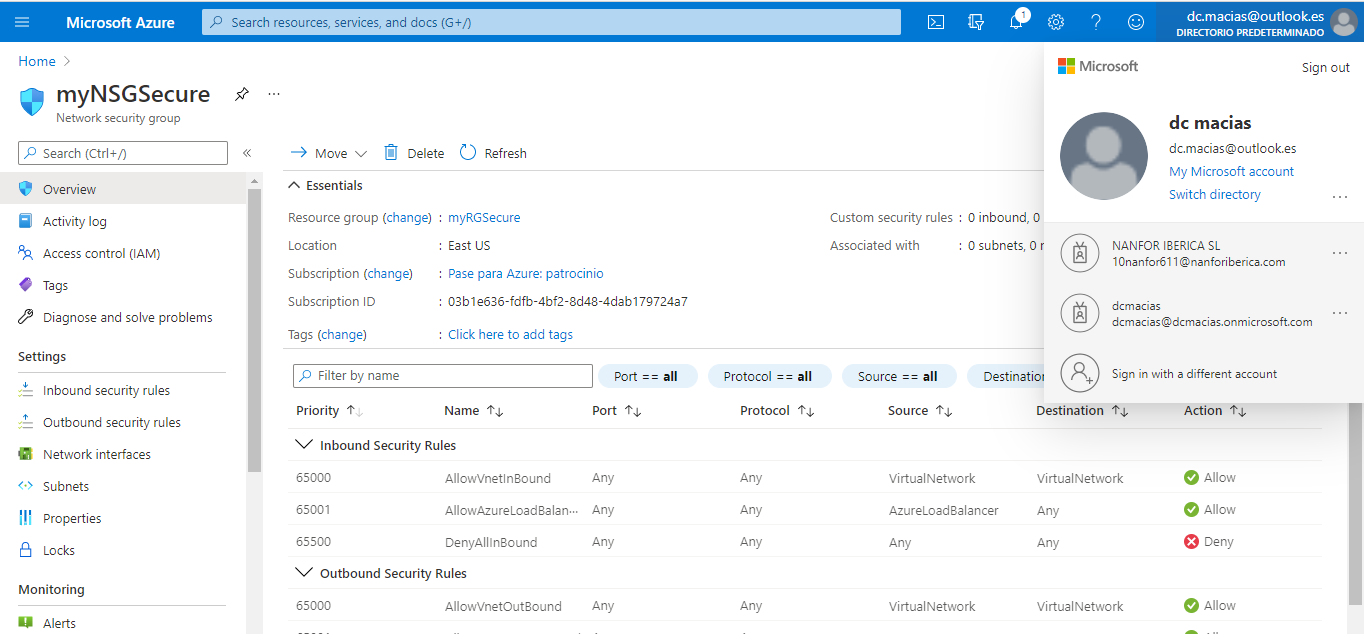 Microsoft Azure
Search resources, services, and docs (G+/)
1
dc.macias@outlook.es
DIRECTORIO PREDETERMINADO
Home
myNSGSecure
Network security group
Search (Ctrl+/)
Overview
Activity log
Access control (IAM)
Tags
Diagnose and solve problems
Settings
Inbound security rules
Outbound security rules
Network interfaces
Subnets
Properties
Locks
Monitoring
Alerts
Move
Delete
Refresh
Essentials
Resource group (change) : myRGSecure
Location : East US
Subscription (change) : Pase para Azure: patrocinio
Subscription ID : 03b1e636-fdfb-4bf2-8d48-4dab179724a7
Tags (change) : Click here to add tags
Custom security rules : 0 inbound, 0
Associated with : 0 subnets, 0
Filter by name
Port == all
Protocol == all
Source == all
Destination
Priority Name Port Protocol Source Destination Action
Inbound Security Rules
65000 AllowVnetInBound Any Any VirtualNetwork VirtualNetwork Allow
65001 AllowAzureLoadBalan··· Any Any AzureLoadBalancer Any Allow
65500 DenyAllInBound Any Any Any Any Deny
Outbound Security Rules
65000 AllowVnetOutBound Any Any VirtualNetwork VirtualNetwork Allow
Microsoft
Sign out
dc macias
dc.macias@outlook.es
My Microsoft account
Switch directory
NANFOR IBERICA SL
10nanfor611@nanforiberica.com
dcmacias
dcmacias@dcmacias.onmicrosoft.com
Sign in with a different account